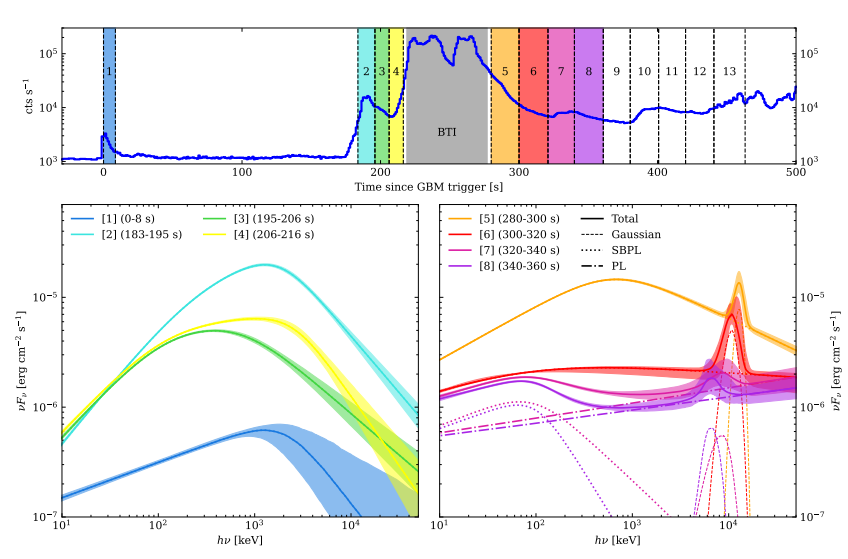 10⁵
10⁴
10³
cts s⁻¹
1
2
3
4
BTI
5
6
7
8
9
10
11
12
13
10⁵
10⁴
10³
0
100
200
300
400
500
Time since GBM trigger [s]
[1] (0-8 s)
[2] (183-195 s)
[3] (195-206 s)
[4] (206-216 s)
10⁻⁵
10⁻⁶
10⁻⁷
νFν [erg cm⁻² s⁻¹]
10¹
10²
10³
10⁴
hν [keV]
[5] (280-300 s)
[6] (300-320 s)
[7] (320-340 s)
[8] (340-360 s)
Total
Gaussian
SBPL
PL
10⁻⁵
10⁻⁶
10⁻⁷
νFν [erg cm⁻² s⁻¹]
10¹
10²
10³
10⁴
hν [keV]